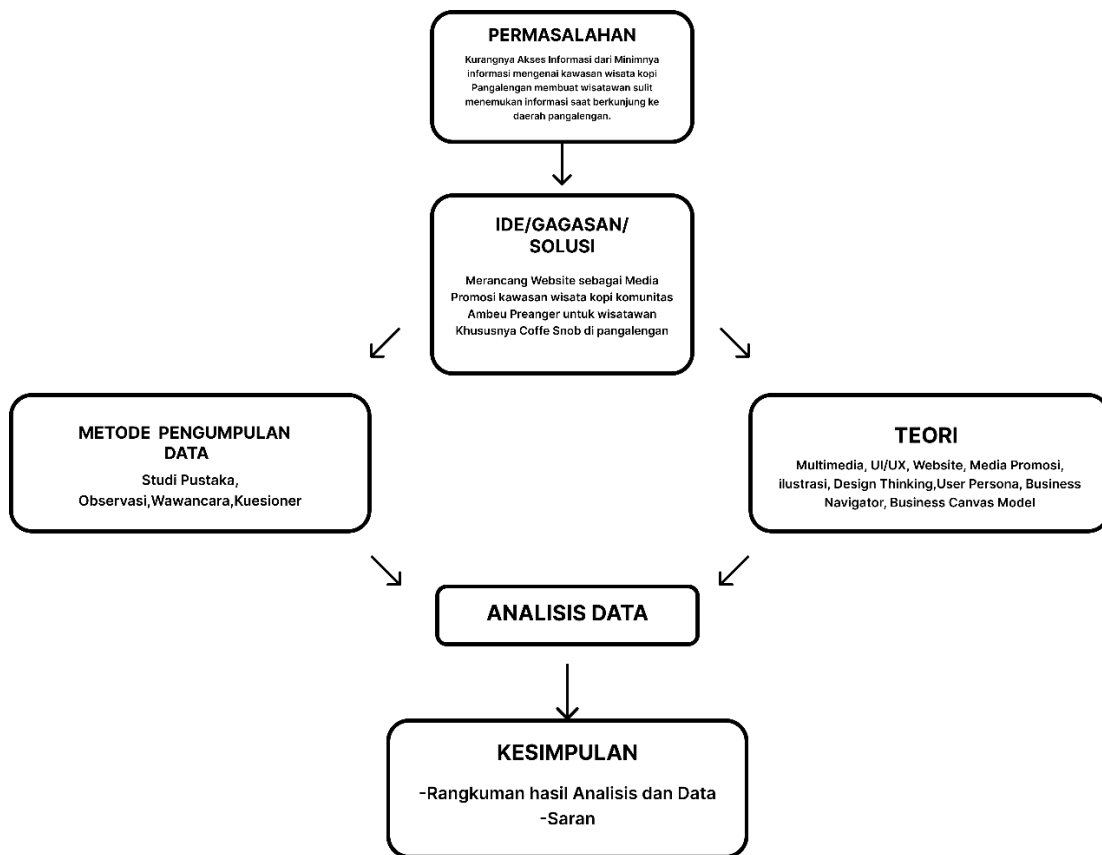 PERMASALAHAN
Kurangnya Akses Informasi dari Minimnya
informasi mengenai kawasan wisata kopi
Pangalengan membuat wisatawan sulit
menemukan informasi saat berkunjung ke
daerah pangalengan.
IDE/GAGASAN/
SOLUSI
Merancang Website sebagai Media
Promosi kawasan wisata kopi komunitas
Ambeu Preanger untuk wisatawan
Khususnya Coffe Snob di pangalengan
METODE PENGUMPULAN
DATA
Studi Pustaka,
Observasi,Wawancara,Kuesioner
TEORI
Multimedia, UI/UX, Website, Media Promosi,
ilustrasi, Design Thinking,User Persona, Business
Navigator, Business Canvas Model
ANALISIS DATA
KESIMPULAN
-Rangkuman hasil Analisis dan Data
-Saran